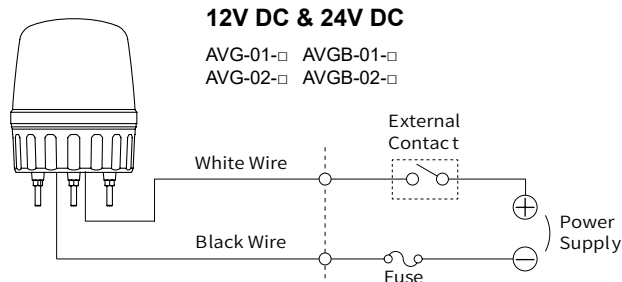 12V DC & 24V DC
AVG-01-□ AVGB-01-□
AVG-02-□ AVGB-02-□
External
Contact
White Wire
Power
Supply
Black Wire
Fuse